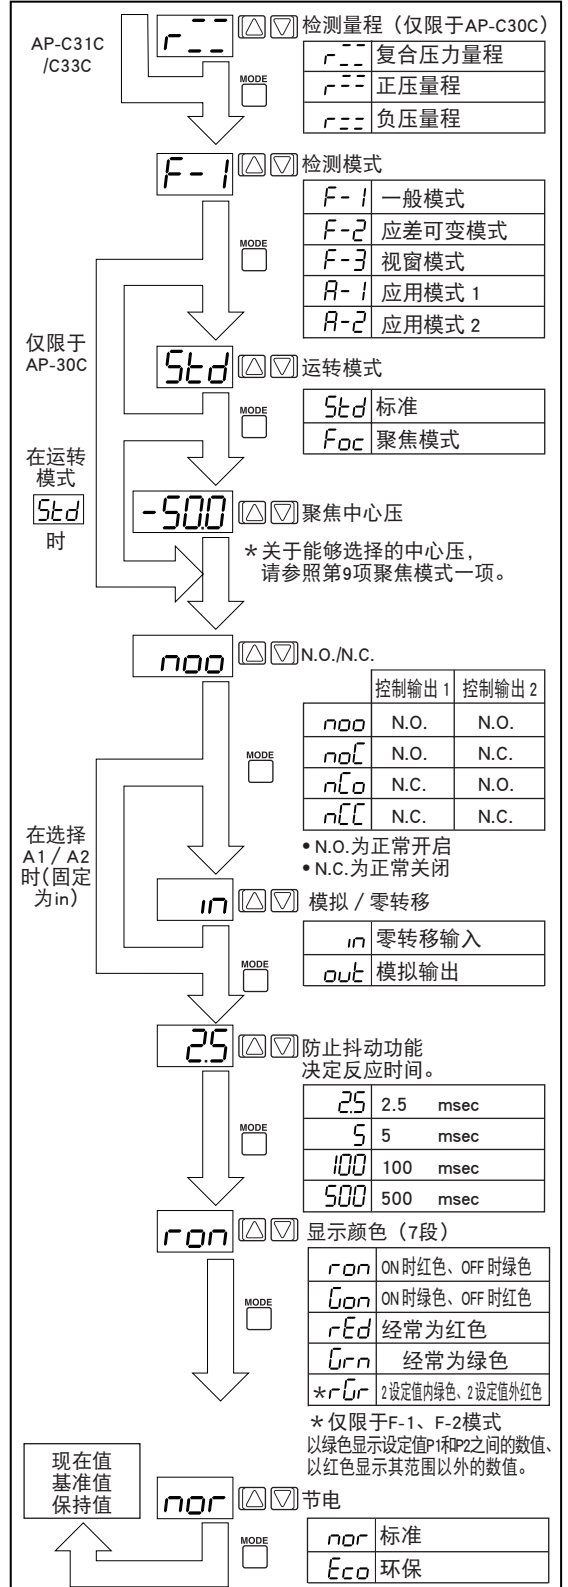 AP-C31C
/C33C
r__ 检测量程（仅限于AP-C30C）
复合压力量程
正压量程
负压量程
MODE
F-1 检测模式
F-1 一般模式
F-2 应差可变模式
F-3 视窗模式
A-1 应用模式 1
A-2 应用模式 2
MODE
仅限于
AP-30C
Std 运转模式
Std 标准
Foc 聚焦模式
MODE
在运转
模式
Std
时
-50.0 聚焦中心压
*关于能够选择的中心压，
请参照第9项聚焦模式一项。
noo N.O./N.C.
控制输出 1 控制输出 2
noo N.O. N.O.
noC N.O. N.C.
nCo N.C. N.O.
nCC N.C. N.C.
MODE
•N.O.为正常开启
•N.C.为正常关闭
在选择
A1／A2
时(固定
为in)
in 模拟／零转移
in 零转移输入
out 模拟输出
MODE
2.5 防止抖动功能
决定反应时间。
2.5 2.5 msec
5 5 msec
100 100 msec
500 500 msec
MODE
ron 显示颜色（7段）
ron ON时红色、OFF时绿色
Gon ON时绿色、OFF时红色
rEd 经常为红色
Grn 经常为绿色
*rGr 2设定值内绿色、2设定值外红色
MODE
*仅限于F-1、F-2模式
以绿色显示设定值P1和P2之间的数值、
以红色显示其范围以外的数值。
现在值
基准值
保持值
nor 节电
nor 标准
Eco 环保
MODE